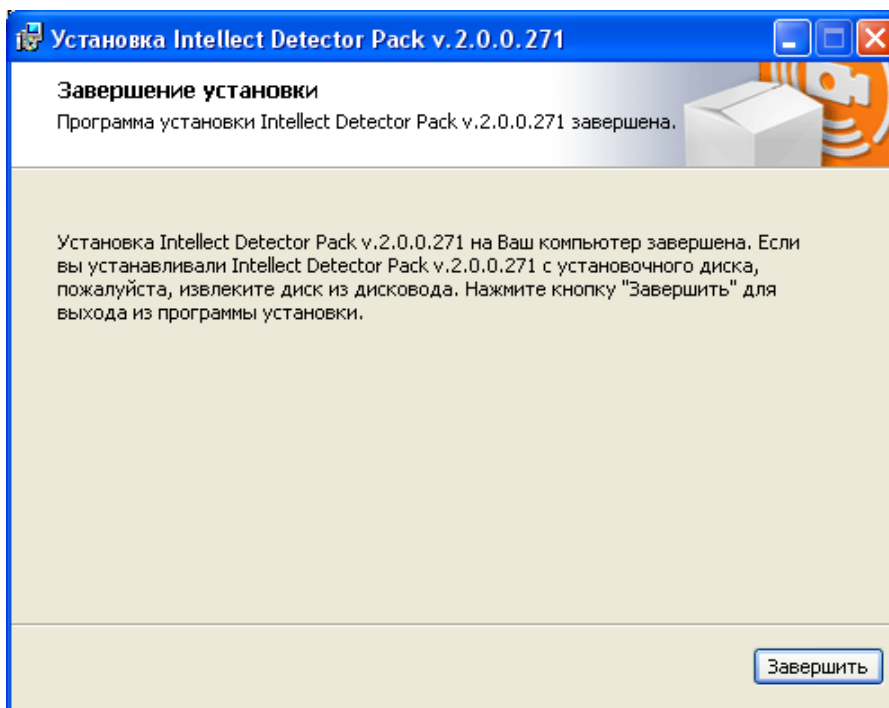 Установка Intellect Detector Pack v.2.0.0.271
Завершение установки
Программа установки Intellect Detector Pack v.2.0.0.271 завершена.
Установка Intellect Detector Pack v.2.0.0.271 на Ваш компьютер завершена. Если
вы устанавливали Intellect Detector Pack v.2.0.0.271 с установочного диска,
пожалуйста, извлеките диск из дисковода. Нажмите кнопку "Завершить" для
выхода из программы установки.
Завершить